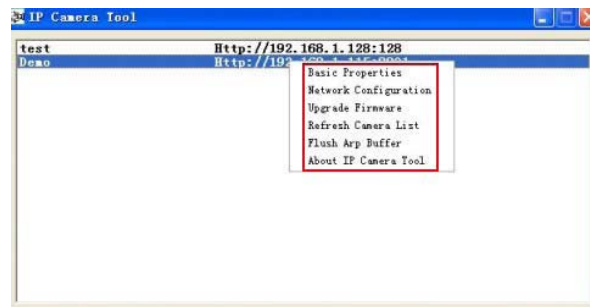 IP Camera Tool
test Http://192.168.1.128:128
Demo
Basic Properties
Network Configuration
Upgrade Firmware
Refresh Camera List
Flush Arp Buffer
About IP Camera Tool